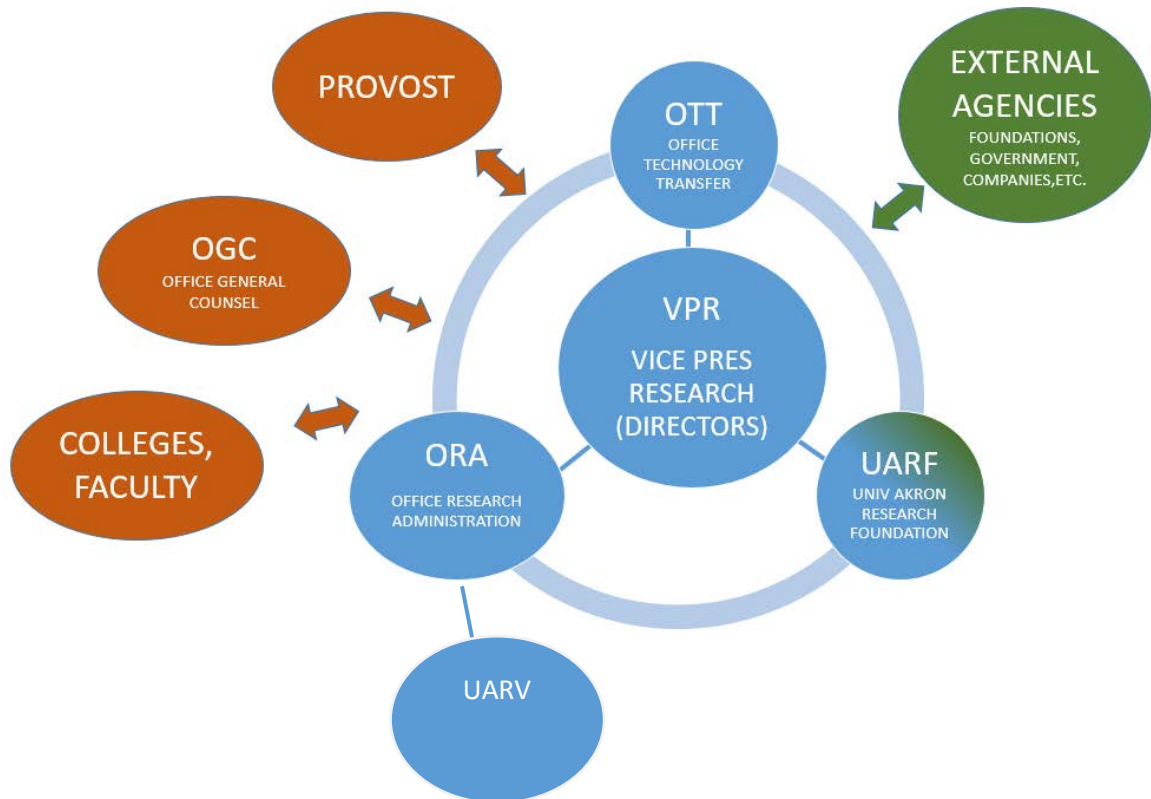 PROVOST
OTT
OFFICE
TECHNOLOGY
TRANSFER
EXTERNAL
AGENCIES
FOUNDATIONS,
GOVERNMENT,
COMPANIES,ETC.
OGC
OFFICE GENERAL
COUNSEL
VPR
VICE PRES
RESEARCH
(DIRECTORS)
COLLEGES,
FACULTY
ORA
OFFICE RESEARCH
ADMINISTRATION
UARF
UNIV AKRON
RESEARCH
FOUNDATION
UARV